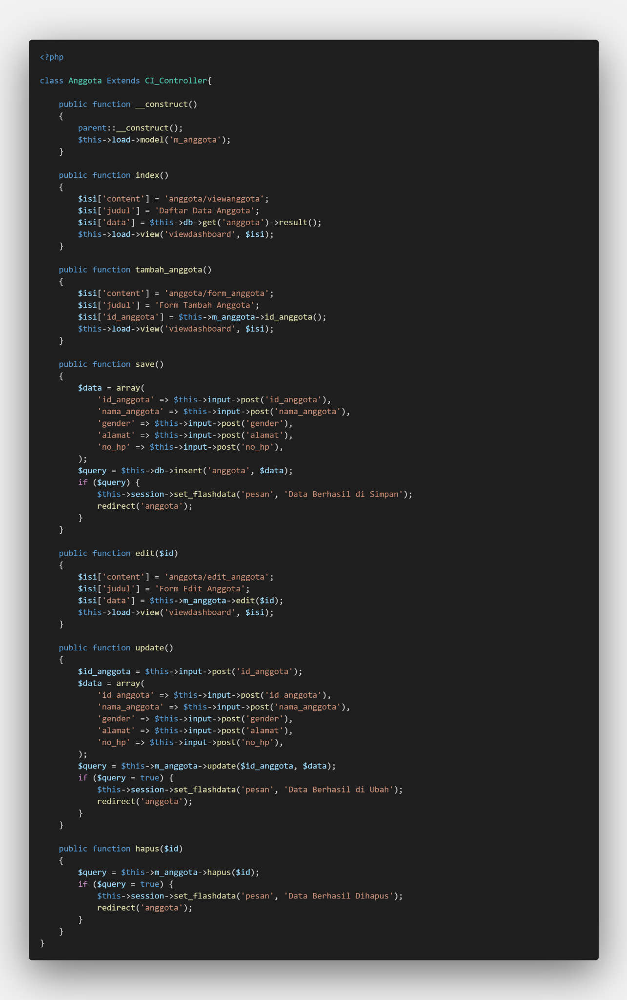 <?php

class Anggota Extends CI_Controller{

    public function __construct()
    {
        parent::__construct();
        $this->load->model('m_anggota');
    }

    public function index()
    {
        $isi['content'] = 'anggota/viewanggota';
        $isi['judul'] = 'Daftar Data Anggota';
        $isi['data'] = $this->db->get('anggota')->result();
        $this->load->view('viewdashboard', $isi);
    }

    public function tambah_anggota()
    {
        $isi['content'] = 'anggota/form_anggota';
        $isi['judul'] = 'Form Tambah Anggota';
        $isi['id_anggota'] = $this->m_anggota->id_anggota();
        $this->load->view('viewdashboard', $isi);
    }

    public function save()
    {
        $data = array(
            'id_anggota' => $this->input->post('id_anggota'),
            'nama_anggota' => $this->input->post('nama_anggota'),
            'gender' => $this->input->post('gender'),
            'alamat' => $this->input->post('alamat'),
            'no_hp' => $this->input->post('no_hp'),
        );
        $query = $this->db->insert('anggota', $data);
        if ($query) {
            $this->session->set_flashdata('pesan', 'Data Berhasil di Simpan');
            redirect('anggota');
        }
    }

    public function edit($id)
    {
        $isi['content'] = 'anggota/edit_anggota';
        $isi['judul'] = 'Form Edit Anggota';
        $isi['data'] = $this->m_anggota->edit($id);
        $this->load->view('viewdashboard', $isi);
    }

    public function update()
    {
        $id_anggota = $this->input->post('id_anggota');
        $data = array(
            'id_anggota' => $this->input->post('id_anggota'),
            'nama_anggota' => $this->input->post('nama_anggota'),
            'gender' => $this->input->post('gender'),
            'alamat' => $this->input->post('alamat'),
            'no_hp' => $this->input->post('no_hp'),
        );
        $query = $this->m_anggota->update($id_anggota, $data);
        if ($query = true) {
            $this->session->set_flashdata('pesan', 'Data Berhasil di Ubah');
            redirect('anggota');
        }
    }

    public function hapus($id)
    {
        $query = $this->m_anggota->hapus($id);
        if ($query = true) {
            $this->session->set_flashdata('pesan', 'Data Berhasil Dihapus');
            redirect('anggota');
        }
    }
}